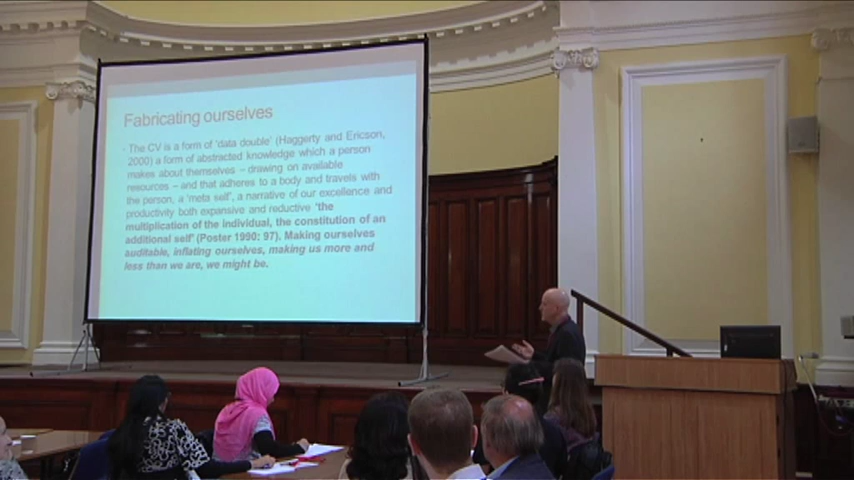 Fabricating ourselves
• The CV is a form of 'data double' (Haggerty and Ericson,
2000) a form of abstracted knowledge which a person
makes about themselves – drawing on available
resources – and that adheres to a body and travels with
the person, a 'meta self', a narrative of our excellence and
productivity both expansive and reductive 'the
multiplication of the individual, the constitution of an
additional self' (Poster 1990: 97). Making ourselves
auditable, inflating ourselves, making us more and
less than we are, we might be.